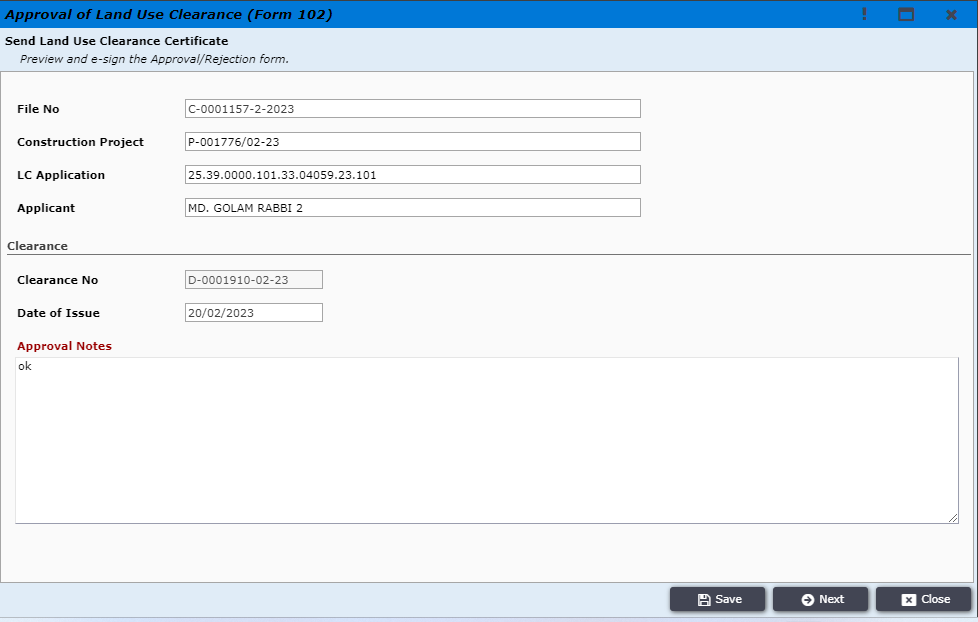 Approval of Land Use Clearance (Form 102)
Send Land Use Clearance Certificate
Preview and e-sign the Approval/Rejection form.
File No C-0001157-2-2023
Construction Project P-001776/02-23
LC Application 25.39.0000.101.33.04059.23.101
Applicant MD. GOLAM RABBI 2
Clearance
Clearance No D-0001910-02-23
Date of Issue 20/02/2023
Approval Notes
ok
Save Next Close